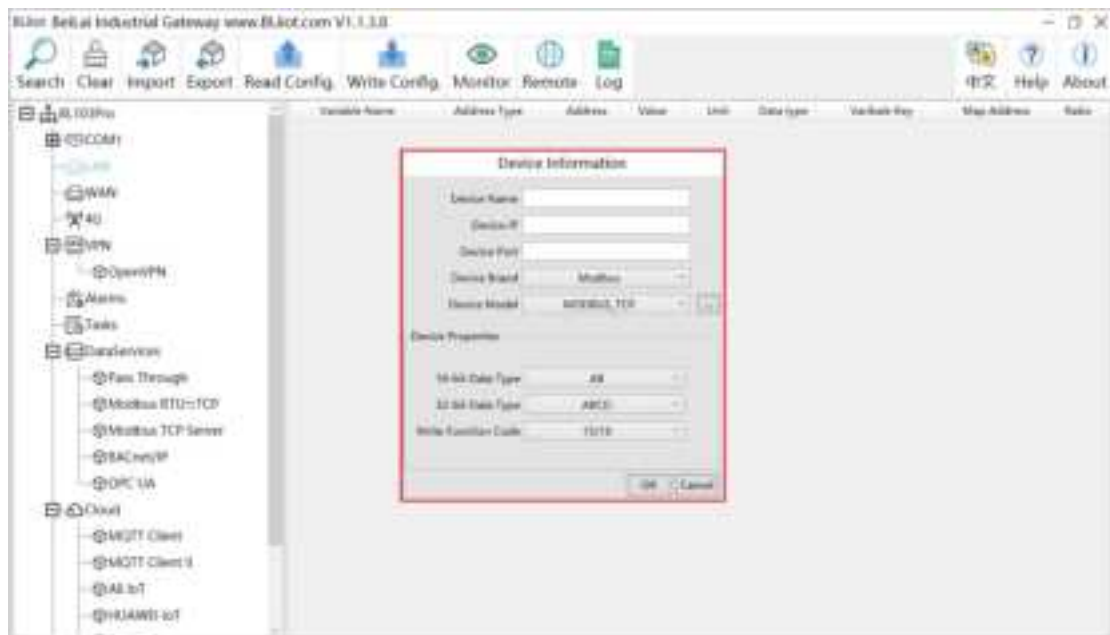 BLiiot BeiLai Industrial Gateway www.BLiiot.com V1.1.3.0
Search Clear Import Export Read Config. Write Config. Monitor Remote Log 中文 Help About
Variable Name Address Type Address Value Unit Data type Varibale Key Map Address Ratio
BL103Pro
COM1
LAN
WAN
4G
VPN
OpenVPN
Alarms
Tasks
DataServices
Pass Through
Modbus RTU⇌TCP
Modbus TCP Server
BACnet/IP
OPC UA
Cloud
MQTT Client
MQTT Client II
Ali IoT
HUAWEI IoT
Device Information
Device Name
Device IP
Device Port
Device Brand Modbus
Device Model MODBUS_TCP ...
Device Properties
16-bit Data Type AB
32-bit Data Type ABCD
Write Function Code 15/16
OK Cancel